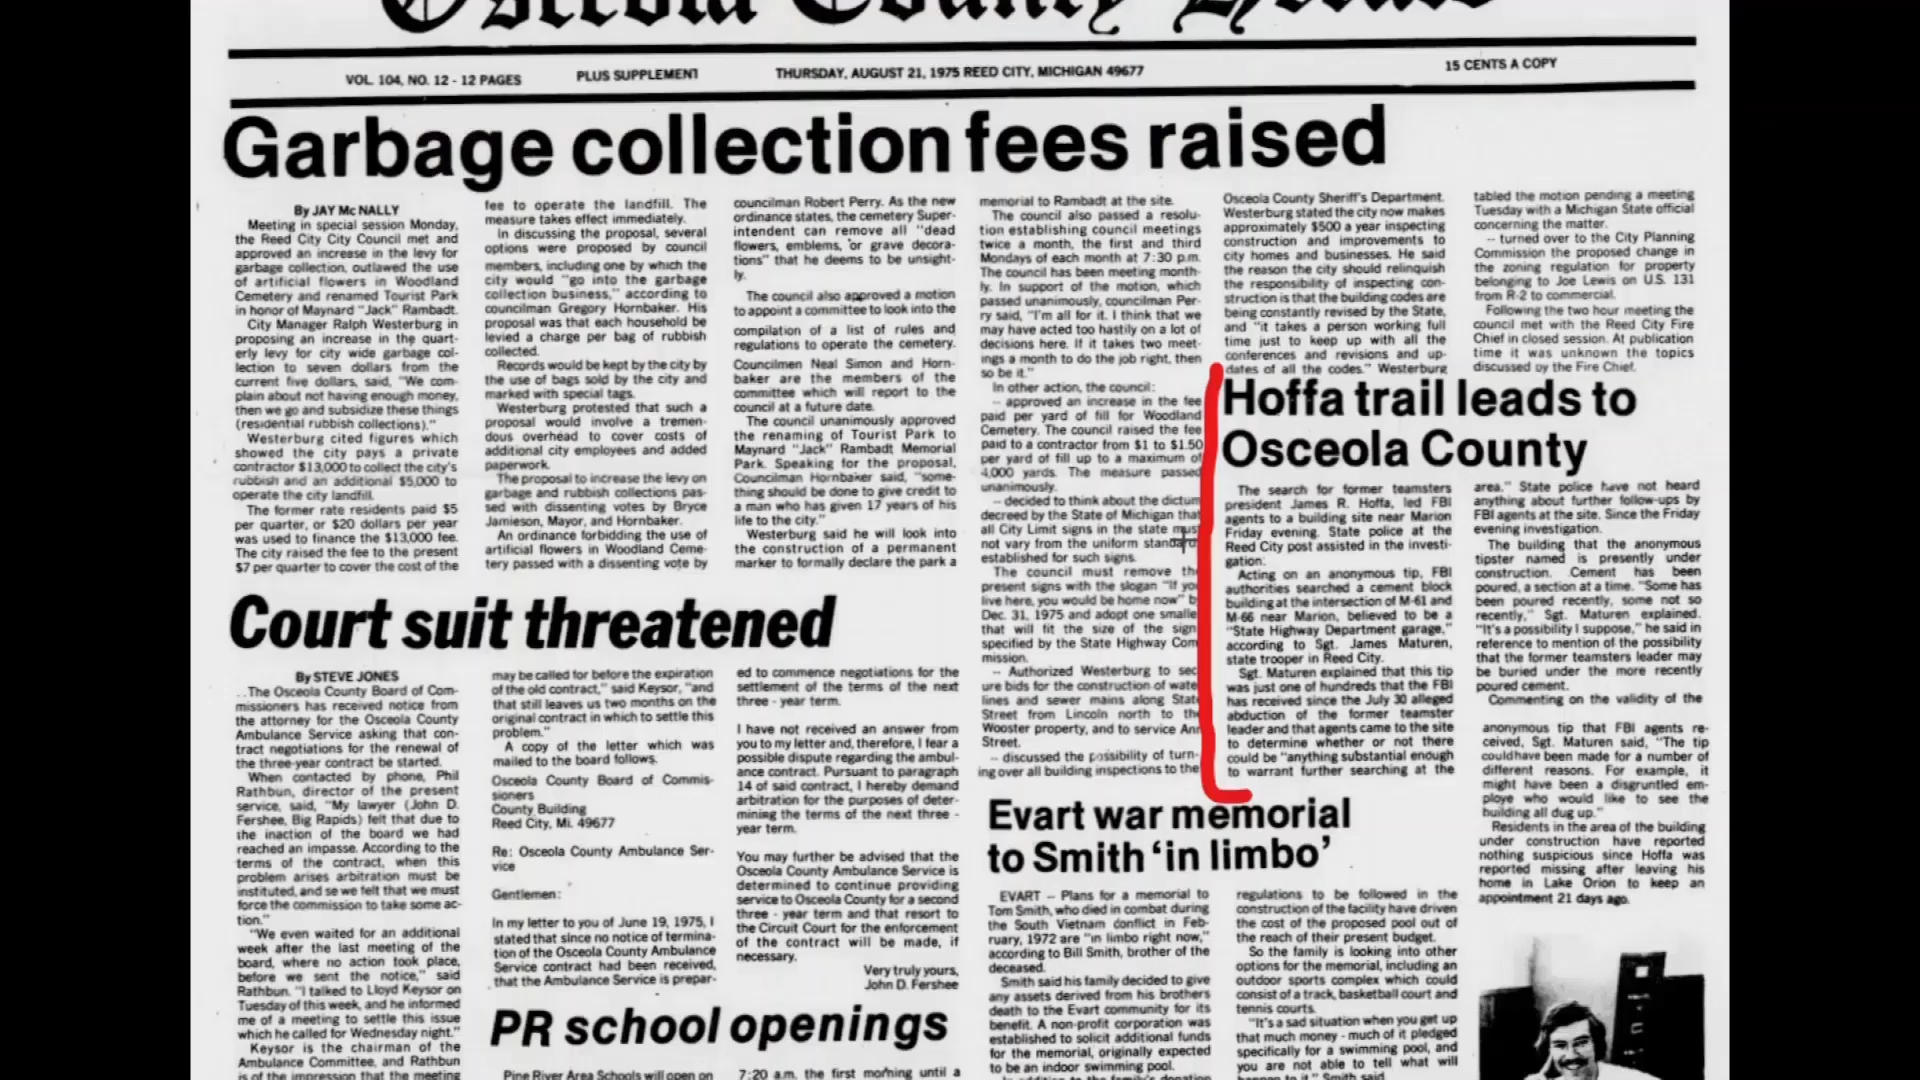 Osceola County Herald
VOL. 104, NO. 12 - 12 PAGES
PLUS SUPPLEMENT
THURSDAY, AUGUST 21, 1975 REED CITY, MICHIGAN 49677
15 CENTS A COPY
Garbage collection fees raised
By JAY Mc NALLY
Meeting in special session Monday,
the Reed City City Council met and
approved an increase in the levy for
garbage collection, outlawed the use
of artificial flowers in Woodland
Cemetery and renamed Tourist Park
in honor of Maynard "Jack" Rambadt.
City Manager Ralph Westerburg in
proposing an increase in the quart-
erly levy for city wide garbage col-
lection to seven dollars from the
current five dollars, said, "We com-
plain about not having enough money,
then we go and subsidize these things
(residential rubbish collections)."
Westerburg cited figures which
showed the city pays a private
contractor $13,000 to collect the city's
rubbish and an additional $5,000 to
operate the city landfill.
The former rate residents paid $5
per quarter, or $20 dollars per year
was used to finance the $13,000 fee.
The city raised the fee to the present
$7 per quarter to cover the cost of the
fee to operate the landfill. The
measure takes effect immediately.
In discussing the proposal, several
options were proposed by council
members, including one by which the
city would "go into the garbage
collection business," according to
councilman Gregory Hornbaker. His
proposal was that each household be
levied a charge per bag of rubbish
collected.
Records would be kept by the city by
the use of bags sold by the city and
marked with special tags.
Westerburg protested that such a
proposal would involve a tremen-
dous overhead to cover costs of
additional city employees and added
paperwork.
The proposal to increase the levy on
garbage and rubbish collections pas-
sed with dissenting votes by Bryce
Jamieson, Mayor, and Hornbaker.
An ordinance forbidding the use of
artificial flowers in Woodland Ceme-
tery passed with a dissenting vote by
councilman Robert Perry. As the new
ordinance states, the cemetery Super-
intendent can remove all "dead
flowers, emblems, or grave decora-
tions" that he deems to be unsight-
ly.
The council also approved a motion
to appoint a committee to look into the
compilation of a list of rules and
regulations to operate the cemetery.
Councilmen Neal Simon and Horn-
baker are the members of the
committee which will report to the
council at a future date.
The council unanimously approved
the renaming of Tourist Park to
Maynard "Jack" Rambadt Memorial
Park. Speaking for the proposal,
Councilman Hornbaker said, "some-
thing should be done to give credit to
a man who has given 17 years of his
life to the city."
Westerburg said he will look into
the construction of a permanent
marker to formally declare the park a
memorial to Rambadt at the site.
The council also passed a resolu-
tion establishing council meetings
twice a month, the first and third
Mondays of each month at 7:30 p.m.
The council has been meeting month-
ly. In support of the motion, which
passed unanimously, councilman Per-
ry said, "I'm all for it. I think that we
may have acted too hastily on a lot of
decisions here. If it takes two meet-
ings a month to do the job right, then
so be it."
In other action, the council:
-- approved an increase in the fee
paid per yard of fill for Woodland
Cemetery. The council raised the fee
paid to a contractor from $1 to $1.50
per yard of fill up to a maximum of
4,000 yards. The measure passed
unanimously.
-- decided to think about the dictum
decreed by the State of Michigan that
all City Limit signs in the state must
not vary from the uniform standards
established for such signs.
The council must remove the
present signs with the slogan "If you
live here, you would be home now" by
Dec. 31, 1975 and adopt one smaller
that will fit the size of the sign
specified by the State Highway Com
mission.
-- Authorized Westerburg to sec
ure bids for the construction of wate
lines and sewer mains along State
Street from Lincoln north to the
Wooster property, and to service Ann
Street.
-- discussed the possibility of turn-
ing over all building inspections to the
Osceola County Sheriff's Department.
Westerburg stated the city now makes
approximately $500 a year inspecting
construction and improvements to
city homes and businesses. He said
the reason the city should relinquish
the responsibility of inspecting con-
struction is that the building codes are
being constantly revised by the State,
and "it takes a person working full
time just to keep up with all the
conferences and revisions and up-
dates of all the codes." Westerburg
tabled the motion pending a meeting
Tuesday with a Michigan State official
concerning the matter.
-- turned over to the City Planning
Commission the proposed change in
the zoning regulation for property
belonging to Joe Lewis on U.S. 131
from R-2 to commercial.
Following the two hour meeting the
council met with the Reed City Fire
Chief in closed session. At publication
time it was unknown the topics
discussed by the Fire Chief.
Hoffa trail leads to
Osceola County
The search for former teamsters
president James R. Hoffa, led FBI
agents to a building site near Marion
Friday evening. State police at the
Reed City post assisted in the investi-
gation.
Acting on an anonymous tip, FBI
authorities searched a cement block
building at the intersection of M-61 and
M-66 near Marion, believed to be a
"State Highway Department garage,"
according to Sgt. James Maturen,
state trooper in Reed City.
Sgt. Maturen explained that this tip
was just one of hundreds that the FBI
has received since the July 30 alleged
abduction of the former teamster
leader and that agents came to the site
to determine whether or not there
could be "anything substantial enough
to warrant further searching at the
area." State police have not heard
anything about further follow-ups by
FBI agents at the site. Since the Friday
evening investigation.
The building that the anonymous
tipster named is presently under
construction. Cement has been
poured, a section at a time. "Some has
been poured recently, some not so
recently," Sgt. Maturen explained.
"It's a possibility I suppose," he said in
reference to mention of the possibility
that the former teamsters leader may
be buried under the more recently
poured cement.
Commenting on the validity of the
anonymous tip that FBI agents re-
ceived, Sgt. Maturen said, "The tip
couldhave been made for a number of
different reasons. For example, it
might have been a disgruntled em-
ploye who would like to see the
building all dug up."
Residents in the area of the building
under construction have reported
nothing suspicious since Hoffa was
reported missing after leaving his
home in Lake Orion to keep an
appointment 21 days ago.
Court suit threatened
By STEVE JONES
The Osceola County Board of Com-
missioners has received notice from
the attorney for the Osceola County
Ambulance Service asking that con-
tract negotiations for the renewal of
the three-year contract be started.
When contacted by phone, Phil
Rathbun, director of the present
service, said, "My lawyer (John D.
Fershee, Big Rapids) felt that due to
the inaction of the board we had
reached an impasse. According to the
terms of the contract, when this
problem arises arbitration must be
instituted, and se we felt that we must
force the commission to take some ac-
tion."
"We even waited for an additional
week after the last meeting of the
board, where no action took place,
before we sent the notice," said
Rathbun. "I talked to Lloyd Keysor on
Tuesday of this week, and he informed
me of a meeting to settle this issue
which he called for Wednesday night."
Keysor is the chairman of the
Ambulance Committee, and Rathbun
is of the impression that the meeting
may be called for before the expiration
of the old contract," said Keysor, "and
that still leaves us two months on the
original contract in which to settle this
problem."
A copy of the letter which was
mailed to the board follows.
Osceola County Board of Commis-
sioners
County Building
Reed City, Mi. 49677
Re: Osceola County Ambulance Ser-
vice
Gentlemen:
In my letter to you of June 19, 1975, I
stated that since no notice of termina-
tion of the Osceola County Ambulance
Service contract had been received,
that the Ambulance Service is prepar-
ed to commence negotiations for the
settlement of the terms of the next
three - year term.
I have not received an answer from
you to my letter and, therefore, I fear a
possible dispute regarding the ambul-
ance contract. Pursuant to paragraph
14 of said contract, I hereby demand
arbitration for the purposes of deter-
mining the terms of the next three -
year term.
You may further be advised that the
Osceola County Ambulance Service is
determined to continue providing
service to Osceola County for a second
three - year term and that resort to
the Circuit Court for the enforcement
of the contract will be made, if
necessary.
Very truly yours,
John D. Fershee
PR school openings
Pine River Area Schools will open on
7:20 a.m. the first morning until a
Evart war memorial
to Smith 'in limbo'
EVART -- Plans for a memorial to
Tom Smith, who died in combat during
the South Vietnam conflict in Feb-
ruary, 1972 are "in limbo right now,"
according to Bill Smith, brother of the
deceased.
Smith said his family decided to give
any assets derived from his brothers
death to the Evart community for its
benefit. A non-profit corporation was
established to solicit additional funds
for the memorial, originally expected
to be an indoor swimming pool.
In addition to the family's donation
regulations to be followed in the
construction of the facility have driven
the cost of the proposed pool out of
the reach of their present budget.
So the family is looking into other
options for the memorial, including an
outdoor sports complex which could
consist of a track, basketball court and
tennis courts.
"It's a sad situation when you get up
that much money - much of it pledged
specifically for a swimming pool, and
you are not able to tell what will
happen to it," Smith said.